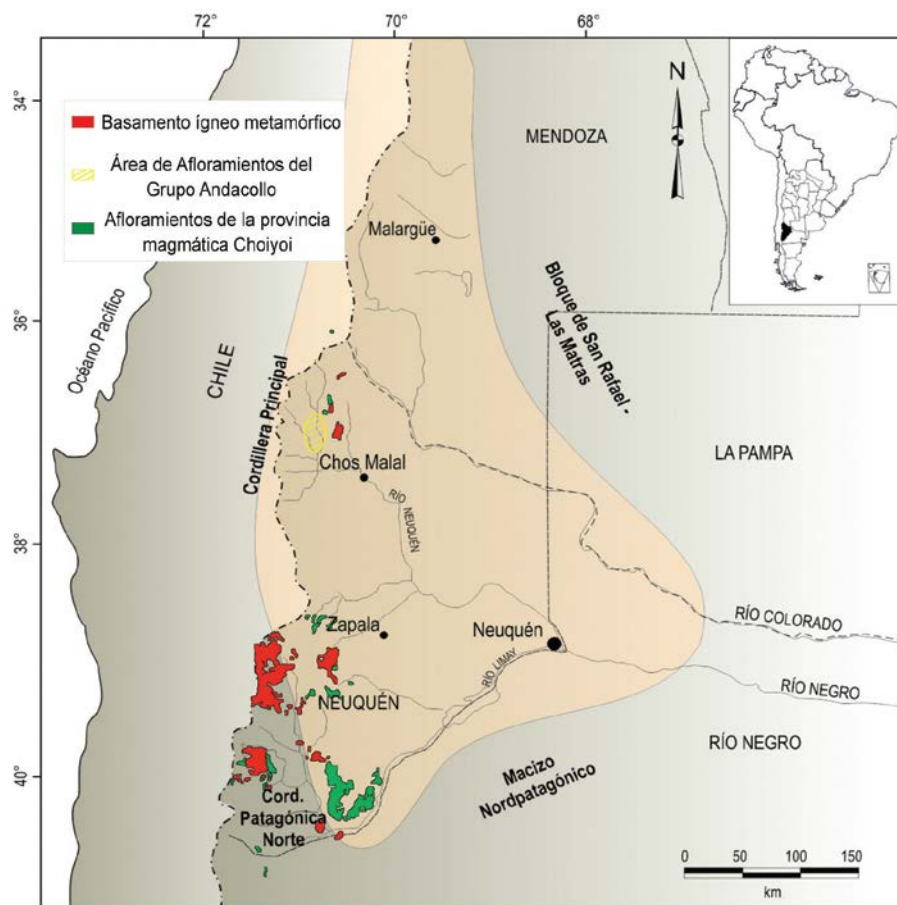 72°
70°
68°
34°
36°
38°
40°
Basamento ígneo metamórfico
Área de Afloramientos del
Grupo Andacollo
Afloramientos de la provincia
magmática Choiyoi
N
MENDOZA
Malargüe
Océano Pacífico
CHILE
Cordillera Principal
Bloque de San Rafael -
Las Matras
LA PAMPA
Chos Malal
RÍO
NEUQUÉN
Zapala
Neuquén
RÍO COLORADO
RÍO LIMAY
RÍO NEGRO
NEUQUÉN
RÍO NEGRO
Macizo
Nordpatagónico
Cord.
Patagónica
Norte
0 50 100 150
km